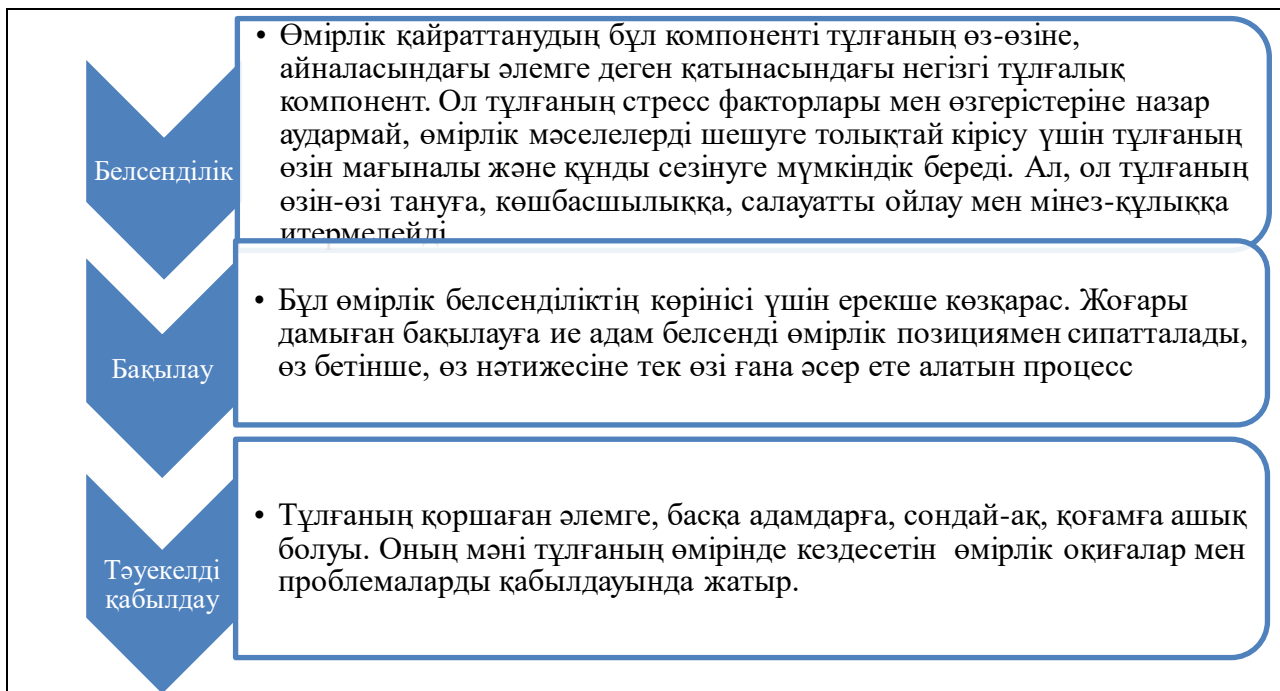 Белсенділік
• Өмірлік қайраттанудың бұл компоненті тұлғаның өз-өзіне,
айналасындағы әлемге деген қатынасындағы негізгі тұлғалық
компонент. Ол тұлғаның стресс факторлары мен өзгерістеріне назар
аудармай, өмірлік мәселелерді шешуге толықтай кірісу үшін тұлғаның
өзін мағыналы және құнды сезінуге мүмкіндік береді. Ал, ол тұлғаның
өзін-өзі тануға, көшбасшылыққа, салауатты ойлау мен мінез-құлыққа
итермелейді
Бақылау
• Бұл өмірлік белсенділіктің көрінісі үшін ерекше көзқарас. Жоғары
дамыған бақылауға ие адам белсенді өмірлік позициямен сипатталады,
өз бетінше, өз нәтижесіне тек өзі ғана әсер ете алатын процесс
Тәуекелді
қабылдау
• Тұлғаның қоршаған әлемге, басқа адамдарға, сондай-ақ, қоғамға ашық
болуы. Оның мәні тұлғаның өмірінде кездесетін өмірлік оқиғалар мен
проблемаларды қабылдауында жатыр.